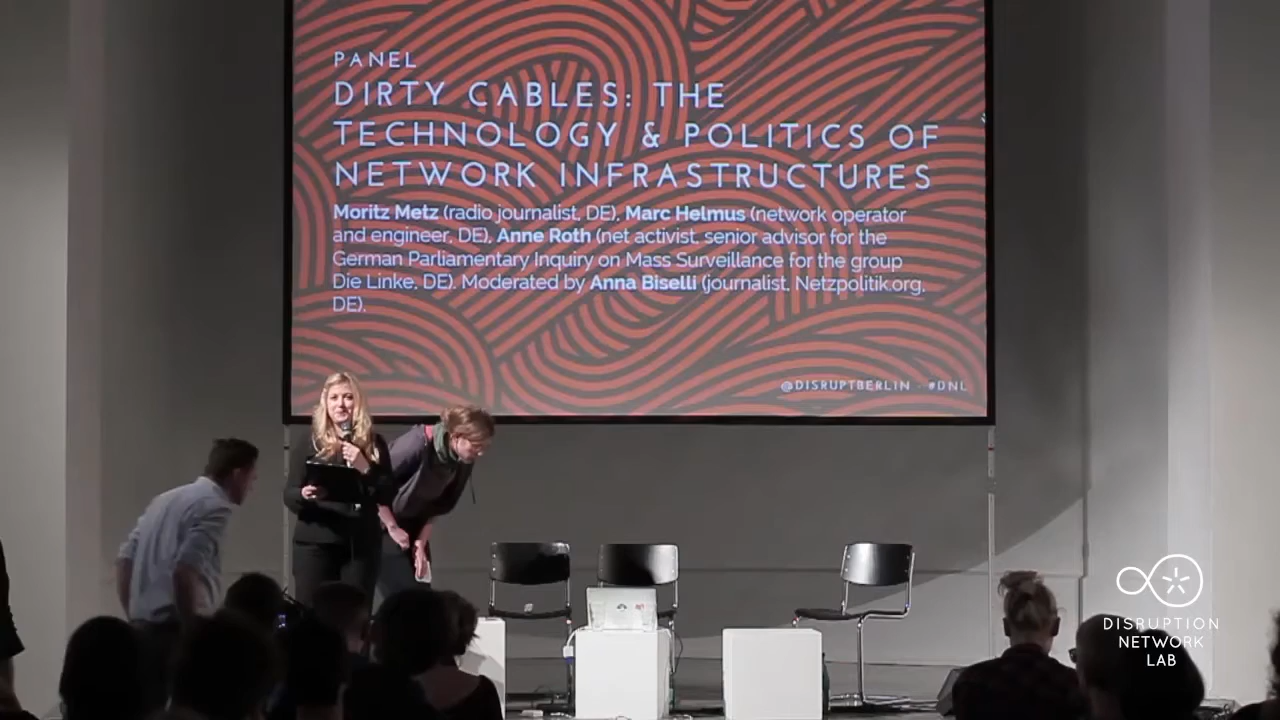 PANEL
DIRTY CABLES: THE
TECHNOLOGY & POLITICS OF
NETWORK INFRASTRUCTURES
Moritz Metz (radio journalist, DE), Marc Helmus (network operator
and engineer, DE), Anne Roth (net activist, senior advisor for the
German Parliamentary Inquiry on Mass Surveillance for the group
Die Linke, DE). Moderated by Anna Biselli (journalist, Netzpolitik.org,
DE).
@DISRUPTBERLIN - #DNL
DISRUPTION
NETWORK
LAB